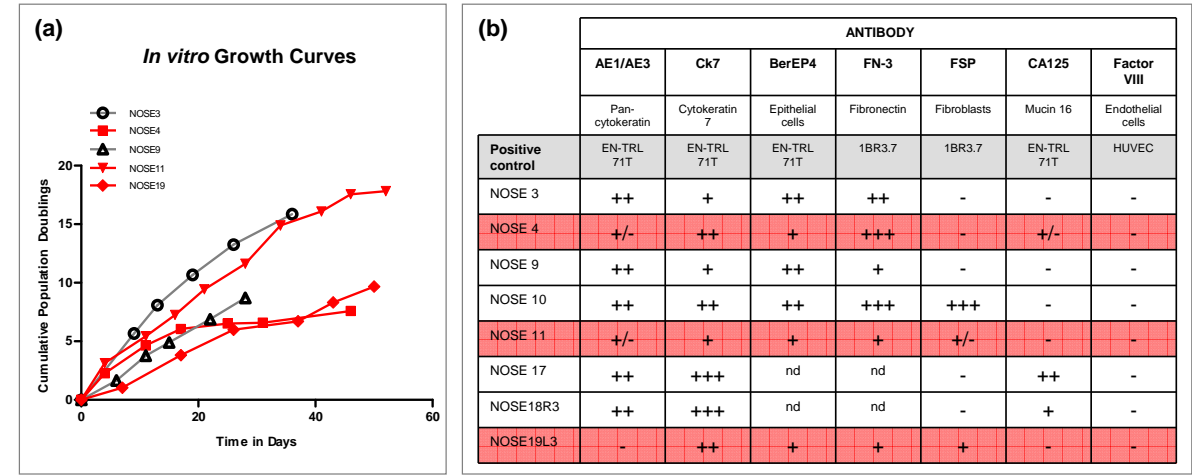 (a)
In vitro Growth Curves
NOSE3
NOSE4
NOSE9
NOSE11
NOSE19
20
15
10
5
0
Cumulative Population Doublings
0 20 40 60
Time in Days
(b)
ANTIBODY
AE1/AE3 Ck7 BerEP4 FN-3 FSP CA125 Factor
VIII
Pan- Cytokeratin Epithelial Fibronectin Fibroblasts Mucin 16 Endothelial
cytokeratin 7 cells cells
Positive EN-TRL EN-TRL EN-TRL 1BR3.7 1BR3.7 EN-TRL HUVEC
control 71T 71T 71T 71T
NOSE 3 ++ + ++ ++ - - -
NOSE 4 +/- ++ + +++ - +/- -
NOSE 9 ++ + ++ + - - -
NOSE 10 ++ ++ ++ +++ +++ - -
NOSE 11 +/- + + + +/- - -
NOSE 17 ++ +++ nd nd - ++ -
NOSE18R3 ++ +++ nd nd - + -
NOSE19L3 - ++ + + + - -